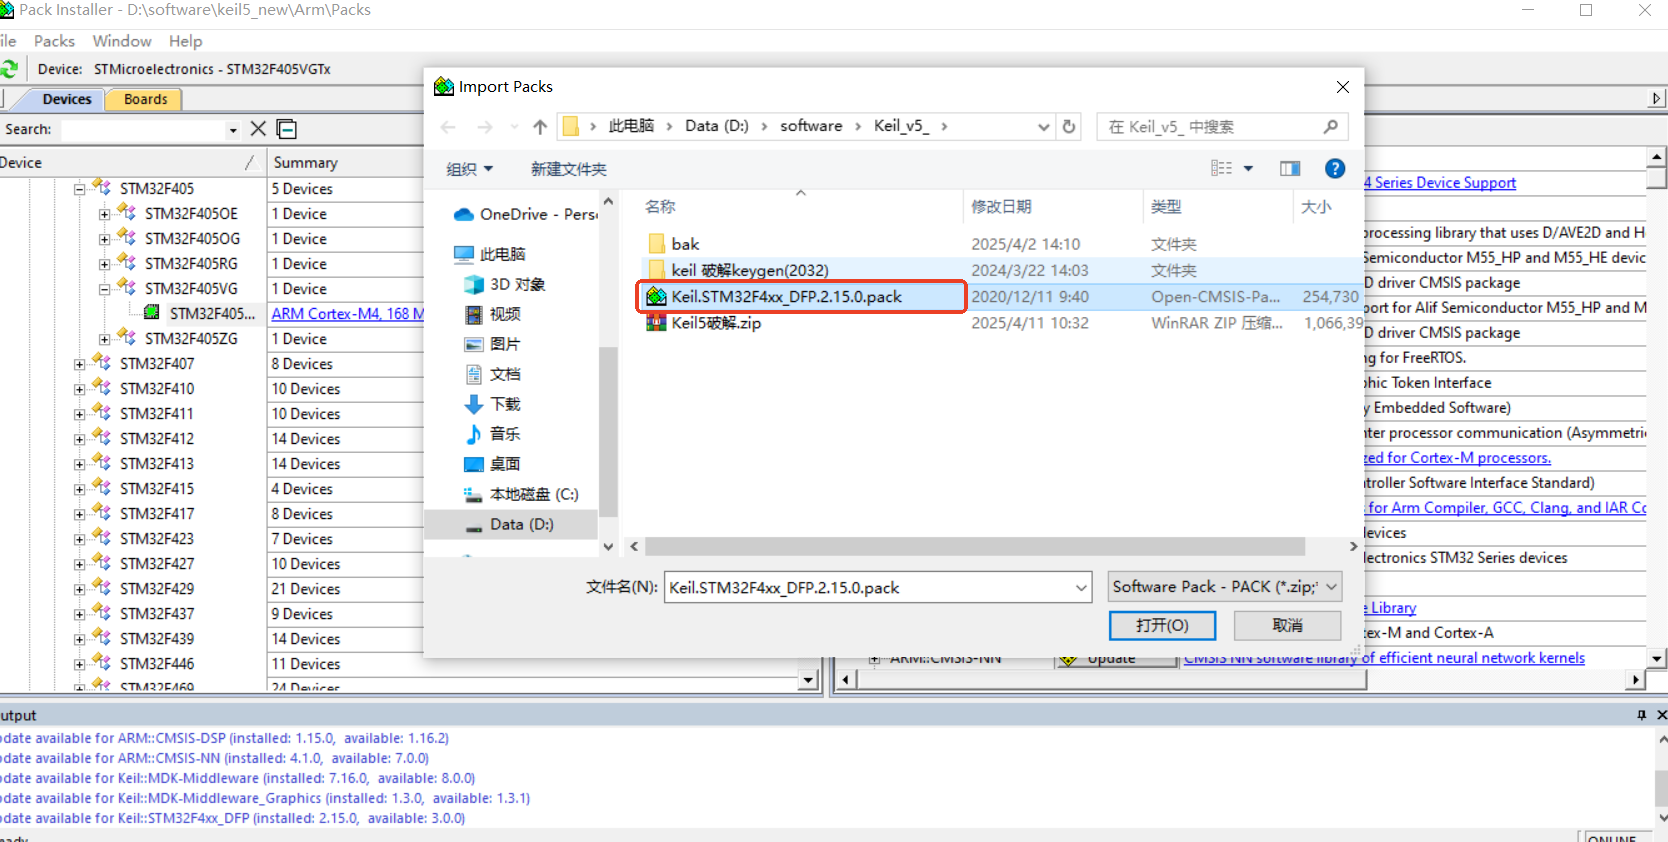 Pack Installer - D:\software\keil5_new\Arm\Packs
ile Packs Window Help
Device: STMicroelectronics - STM32F405VGTx
Devices Boards
Search:
Device Summary
STM32F405 5 Devices
STM32F405OE 1 Device
STM32F405OG 1 Device
STM32F405RG 1 Device
STM32F405VG 1 Device
STM32F405... ARM Cortex-M4, 168 M
STM32F405ZG 1 Device
STM32F407 8 Devices
STM32F410 10 Devices
STM32F411 10 Devices
STM32F412 14 Devices
STM32F413 14 Devices
STM32F415 4 Devices
STM32F417 8 Devices
STM32F423 7 Devices
STM32F427 10 Devices
STM32F429 21 Devices
STM32F437 9 Devices
STM32F439 14 Devices
STM32F446 11 Devices
STM32F469 24 Devices
Import Packs
此电脑 › Data (D:) › software › Keil_v5_ ›
在 Keil_v5_ 中搜索
组织 新建文件夹
OneDrive - Pers
此电脑
3D 对象
视频
图片
文档
下载
音乐
桌面
本地磁盘 (C:)
Data (D:)
名称 修改日期 类型 大小
bak 2025/4/2 14:10 文件夹
keil 破解keygen(2032) 2024/3/22 14:03 文件夹
Keil.STM32F4xx_DFP.2.15.0.pack 2020/12/11 9:40 Open-CMSIS-Pa... 254,730
Keil5破解.zip 2025/4/11 10:32 WinRAR ZIP 压缩... 1,066,39
文件名(N): Keil.STM32F4xx_DFP.2.15.0.pack Software Pack - PACK (*.zip;*
打开(O) 取消
4 Series Device Support
rocessing library that uses D/AVE2D and H
Semiconductor M55_HP and M55_HE devic
D driver CMSIS package
port for Alif Semiconductor M55_HP and M
D driver CMSIS package
ng for FreeRTOS.
phic Token Interface
y Embedded Software)
nter processor communication (Asymmetri
zed for Cortex-M processors.
ntroller Software Interface Standard)
s for Arm Compiler, GCC, Clang, and IAR Co
devices
lectronics STM32 Series devices
e Library
tex-M and Cortex-A
ARM::CMSIS-NN Update CMSIS NN software library of efficient neural network kernels
utput
pdate available for ARM::CMSIS-DSP (installed: 1.15.0, available: 1.16.2)
pdate available for ARM::CMSIS-NN (installed: 4.1.0, available: 7.0.0)
pdate available for Keil::MDK-Middleware (installed: 7.16.0, available: 8.0.0)
pdate available for Keil::MDK-Middleware_Graphics (installed: 1.3.0, available: 1.3.1)
pdate available for Keil::STM32F4xx_DFP (installed: 2.15.0, available: 3.0.0)
eady
ONLINE